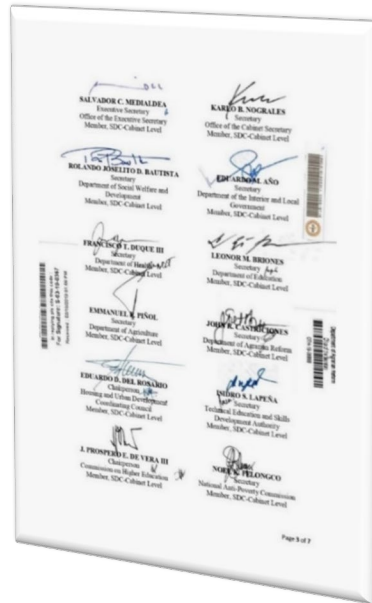 SALVADOR C. MEDIALDEA
Executive Secretary
Office of the Executive Secretary
Member, SDC-Cabinet Level
KARLO B. NOGRALES
Secretary
Office of the Cabinet Secretary
Member, SDC-Cabinet Level
ROLANDO JOSELITO D. BAUTISTA
Secretary
Department of Social Welfare and
Development
Member, SDC-Cabinet Level
EDUARDO M. AÑO
Secretary
Department of the Interior and Local
Government
Member, SDC-Cabinet Level
FRANCISCO T. DUQUE III
Secretary
Department of Health
Member, SDC-Cabinet Level
LEONOR M. BRIONES
Secretary
Department of Education
Member, SDC-Cabinet Level
EMMANUEL PIÑOL
Secretary
Department of Agriculture
Member, SDC-Cabinet Level
JOHN R. CASTRICIONES
Secretary
Department of Agrarian Reform
Member, SDC-Cabinet Level
EDUARDO D. DEL ROSARIO
Chairperson,
Housing and Urban Development
Coordinating Council
Member, SDC-Cabinet Level
ISIDRO S. LAPEÑA
Secretary
Technical Education and Skills
Development Authority
Member, SDC-Cabinet Level
J. PROSPERO E. DE VERA III
Chairperson
Commission on Higher Education
Member, SDC-Cabinet Level
FELONGCO
Secretary
National Anti-Poverty Commission
Member, SDC-Cabinet Level
Page 5 of 7